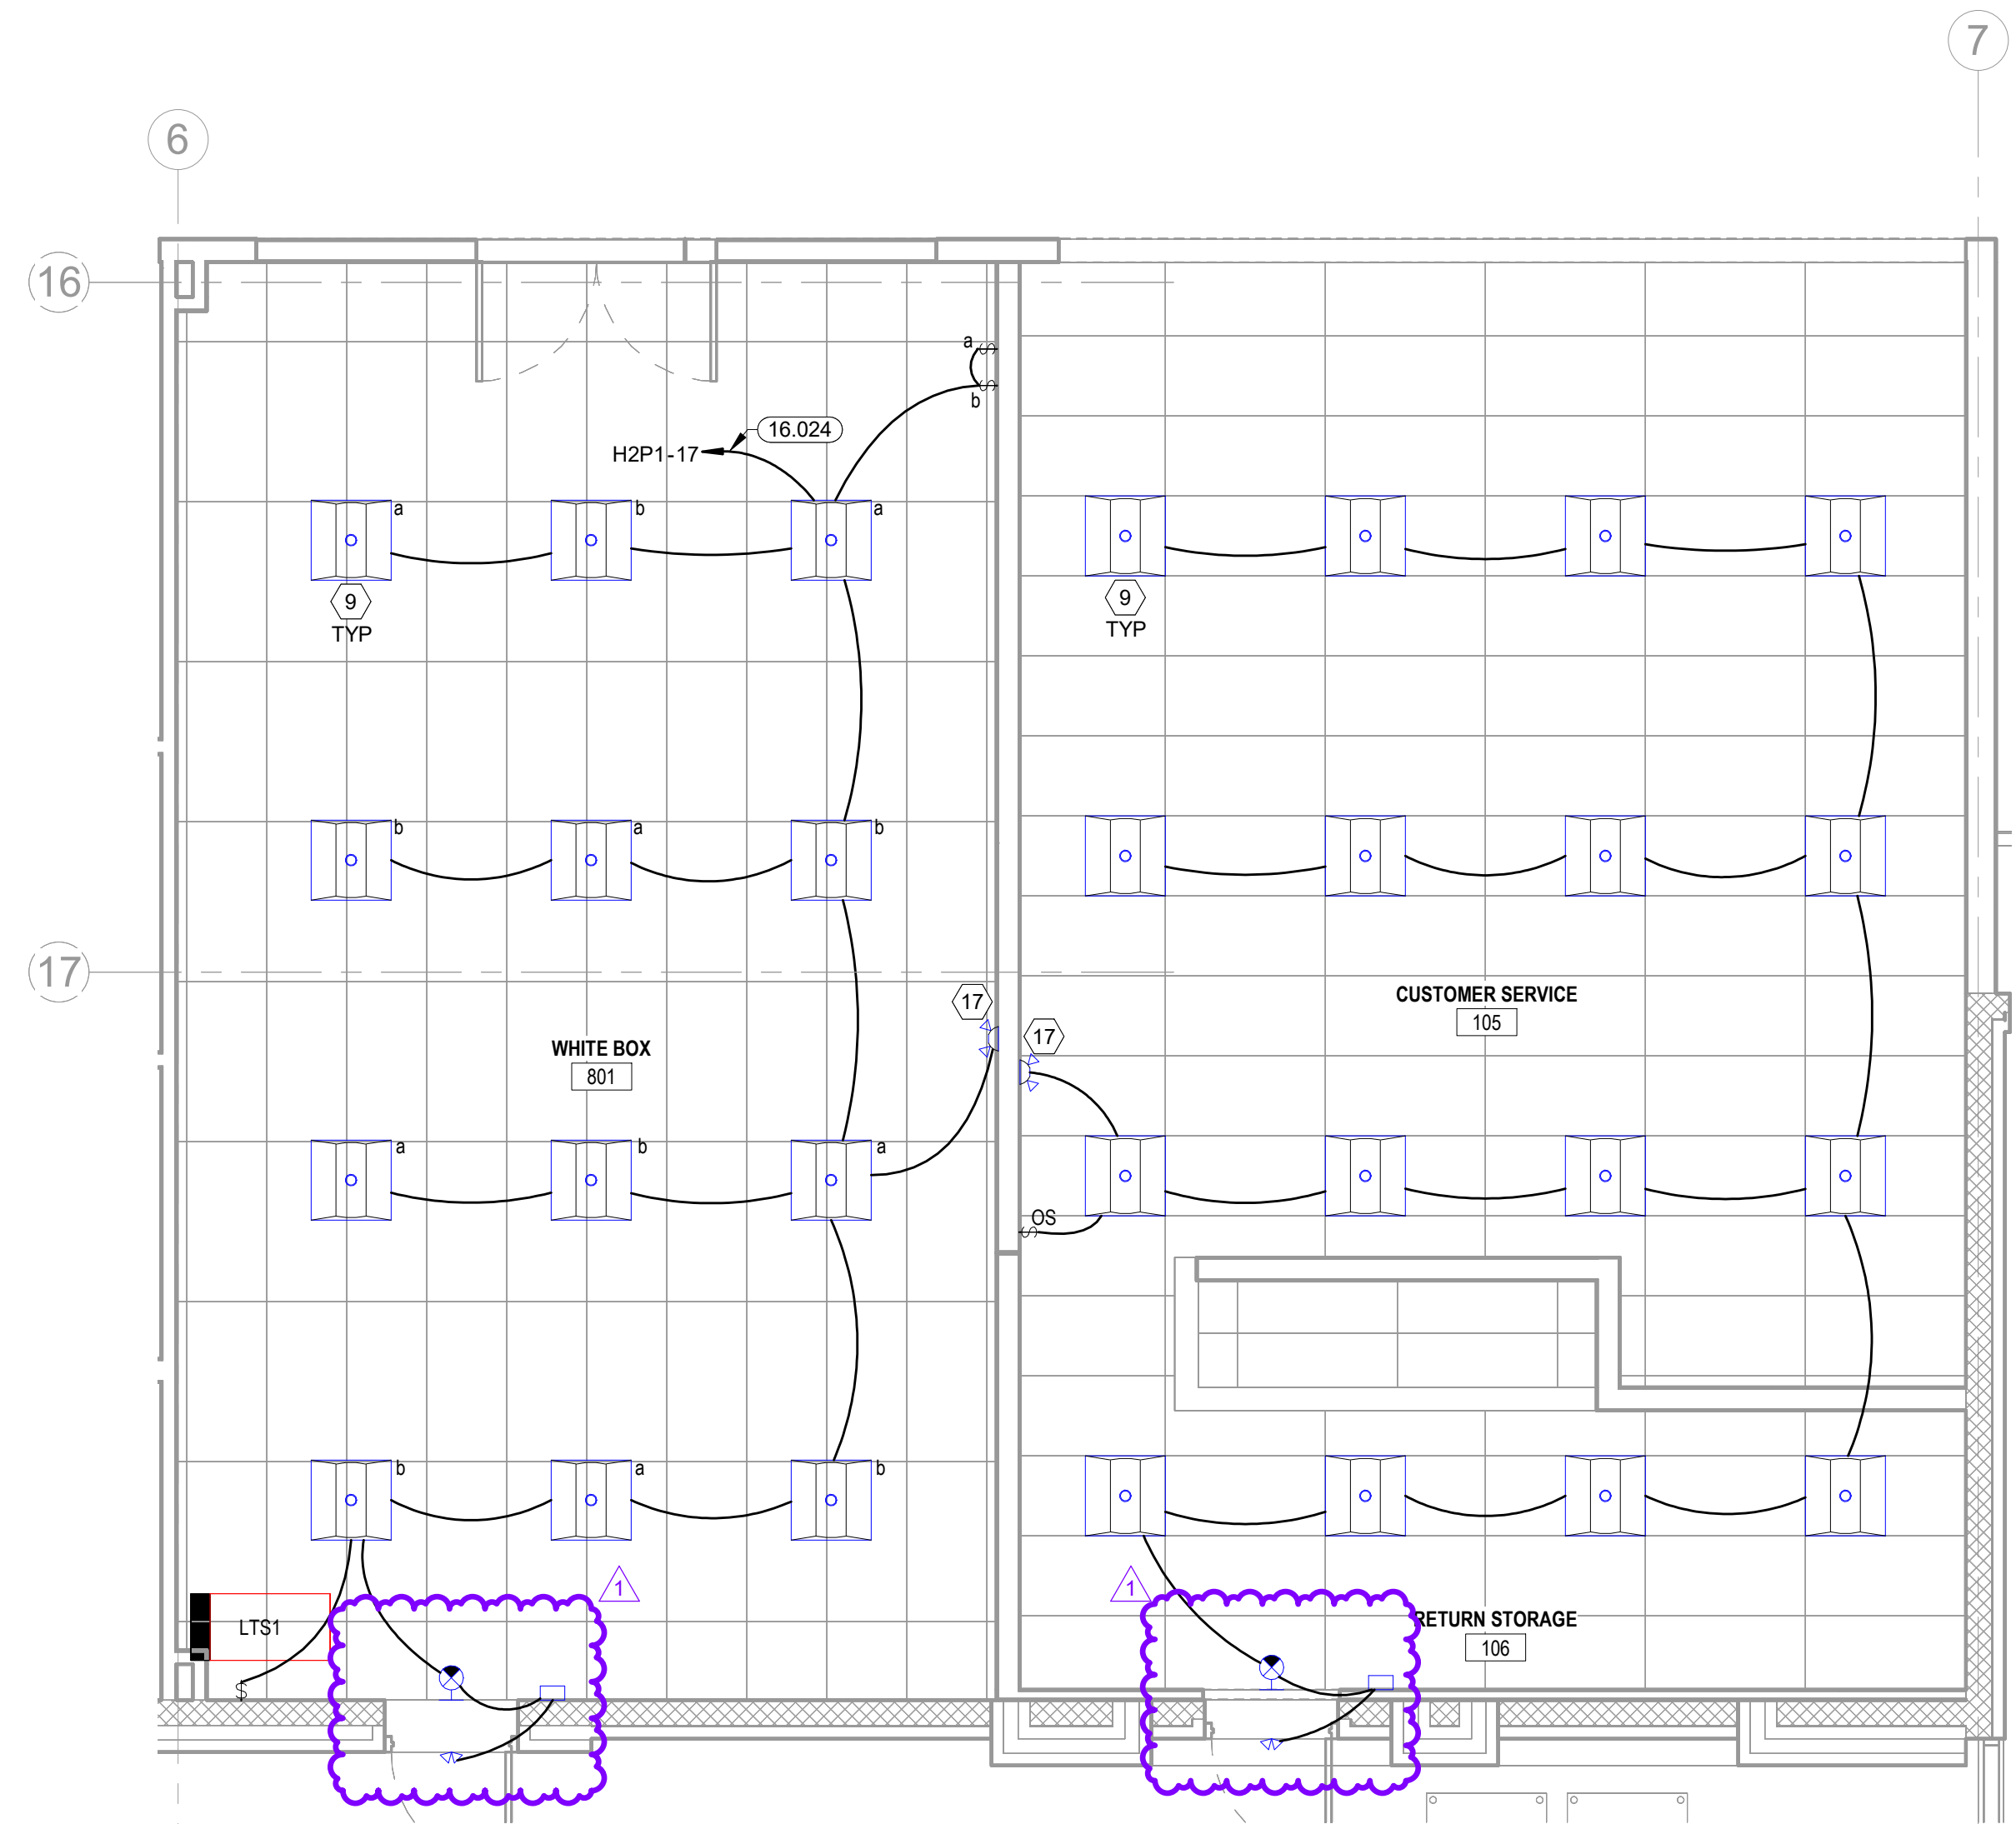 7
6
16
a
b
16.024
H2P1-17
a
b
a
9
TYP
9
TYP
b
a
b
17
17
17
CUSTOMER SERVICE
105
WHITE BOX
801
a
b
a
OS
b
a
b
1
1
LTS1
RETURN STORAGE
106
$